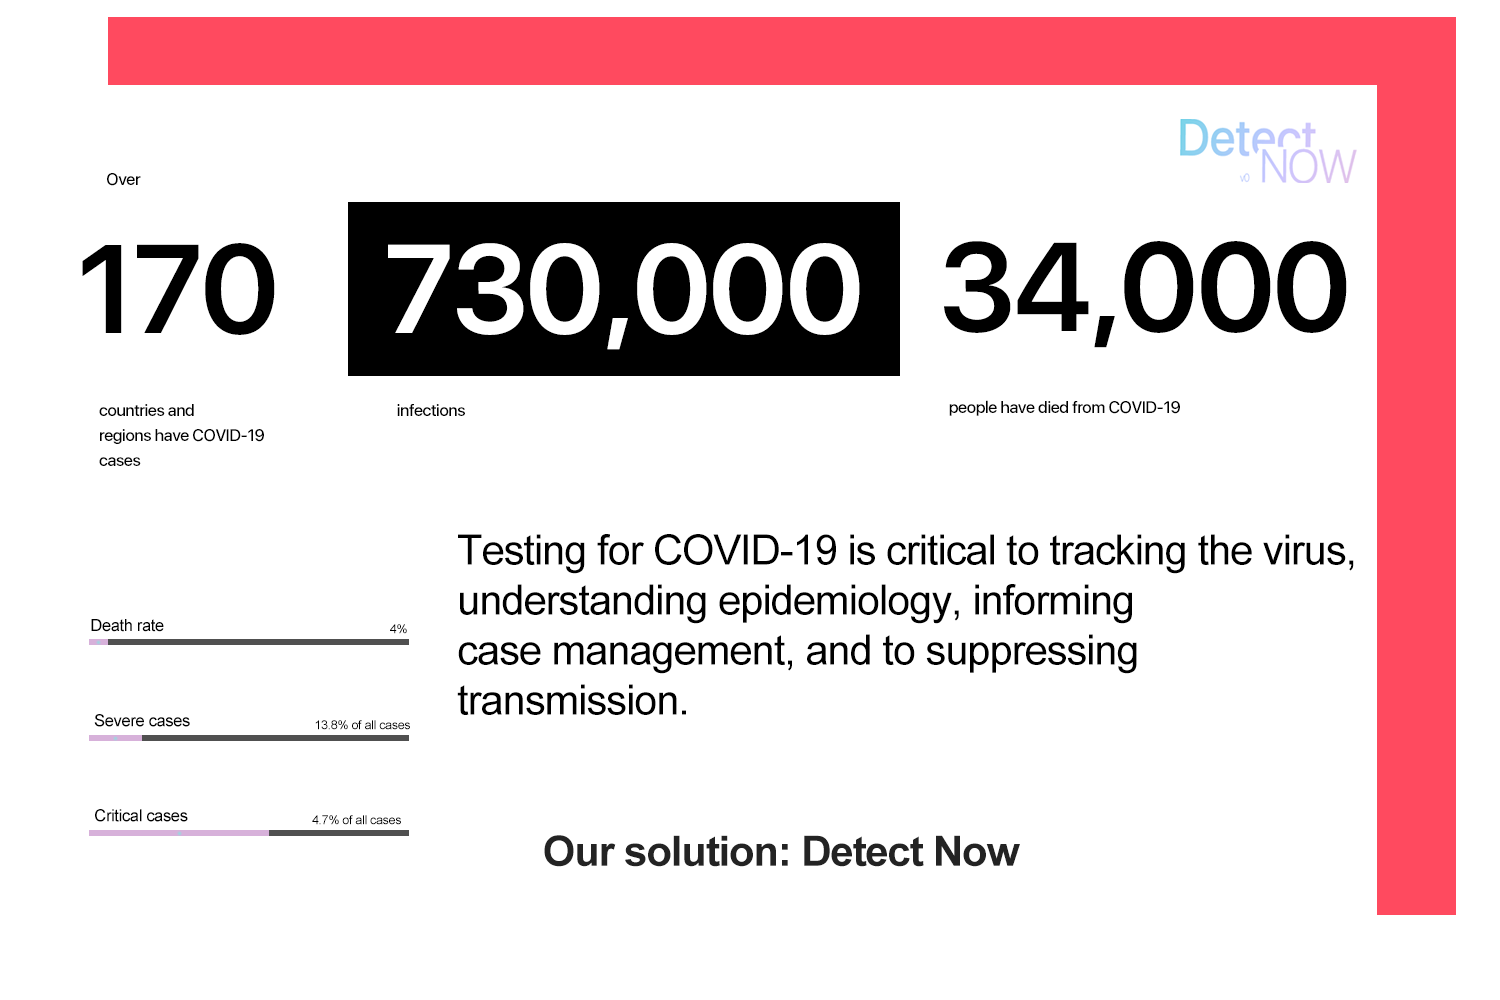 Detect
v0 NOW
Over
170
730,000
34,000
countries and
regions have COVID-19
cases
infections
people have died from COVID-19
Testing for COVID-19 is critical to tracking the virus,
understanding epidemiology, informing
case management, and to suppressing
transmission.
Death rate 4%
Severe cases 13.8% of all cases
Critical cases 4.7% of all cases
Our solution: Detect Now